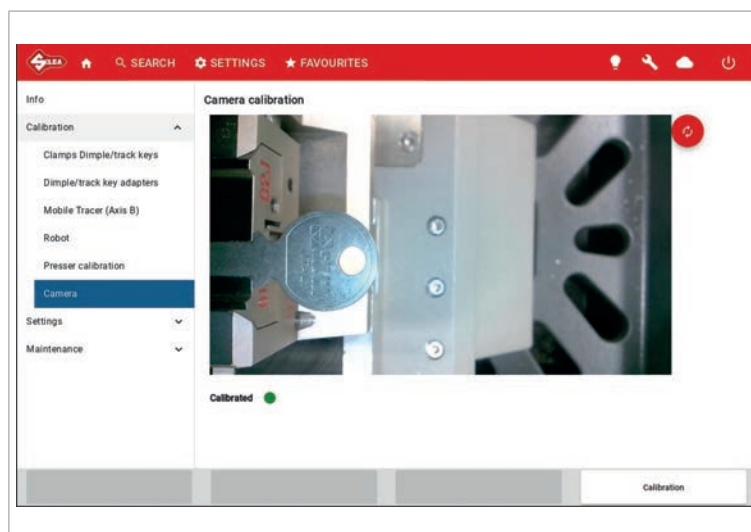 SILCA
SEARCH
SETTINGS
FAVOURITES
Info
Calibration
Clamps Dimple/track keys
Dimple/track key adapters
Mobile Tracer (Axis B)
Robot
Presser calibration
Camera
Settings
Maintenance
Camera calibration
Calibrated
Calibration